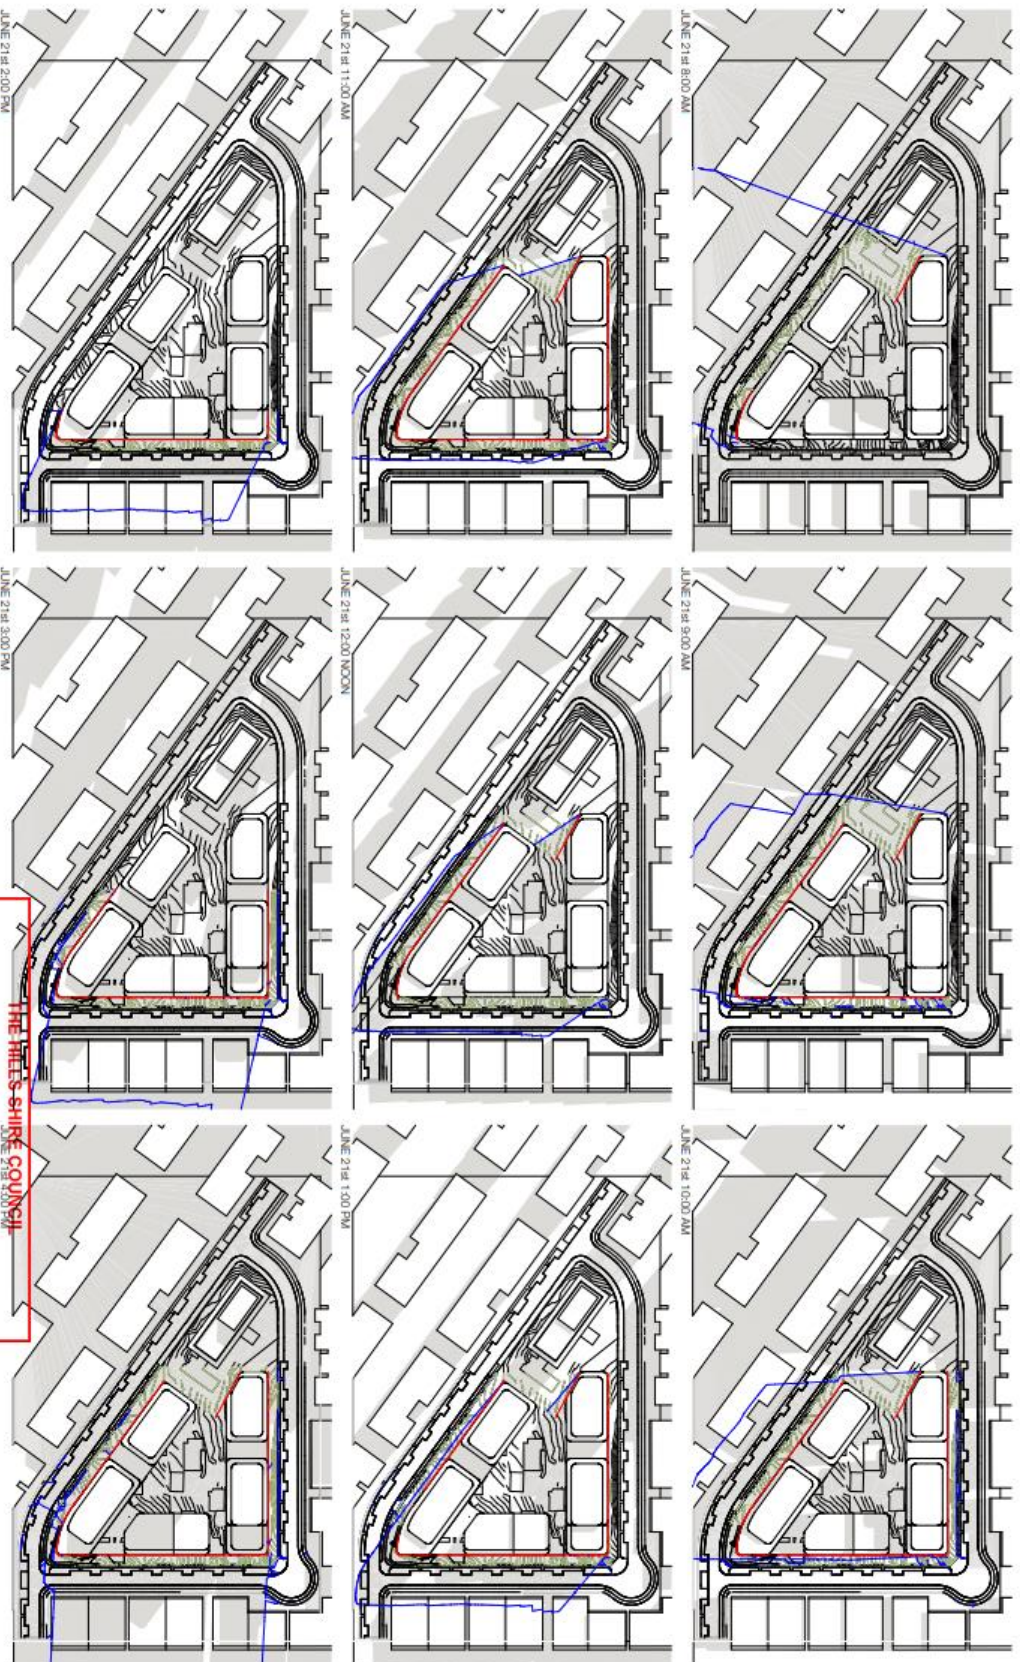 JUNE 21st 8:00 AM
JUNE 21st 9:00 AM
JUNE 21st 10:00 AM
JUNE 21st 11:00 AM
JUNE 21st 12:00 NOON
JUNE 21st 1:00 PM
JUNE 21st 2:00 PM
JUNE 21st 3:00 PM
JUNE 21st 4:00 PM
THE HILLS SHIRE COUNCIL